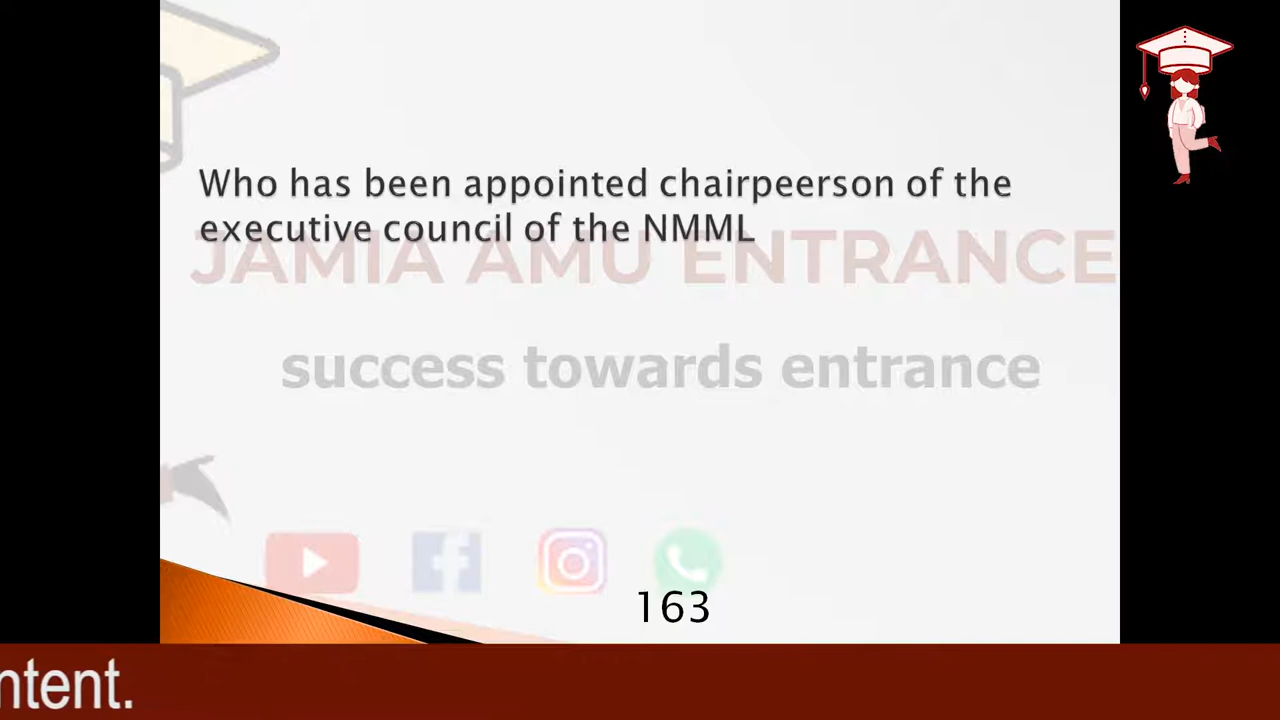 Who has been appointed chairpeerson of the
executive council of the NMML
JAMIA AMU ENTRANCE
success towards entrance
163
ntent.